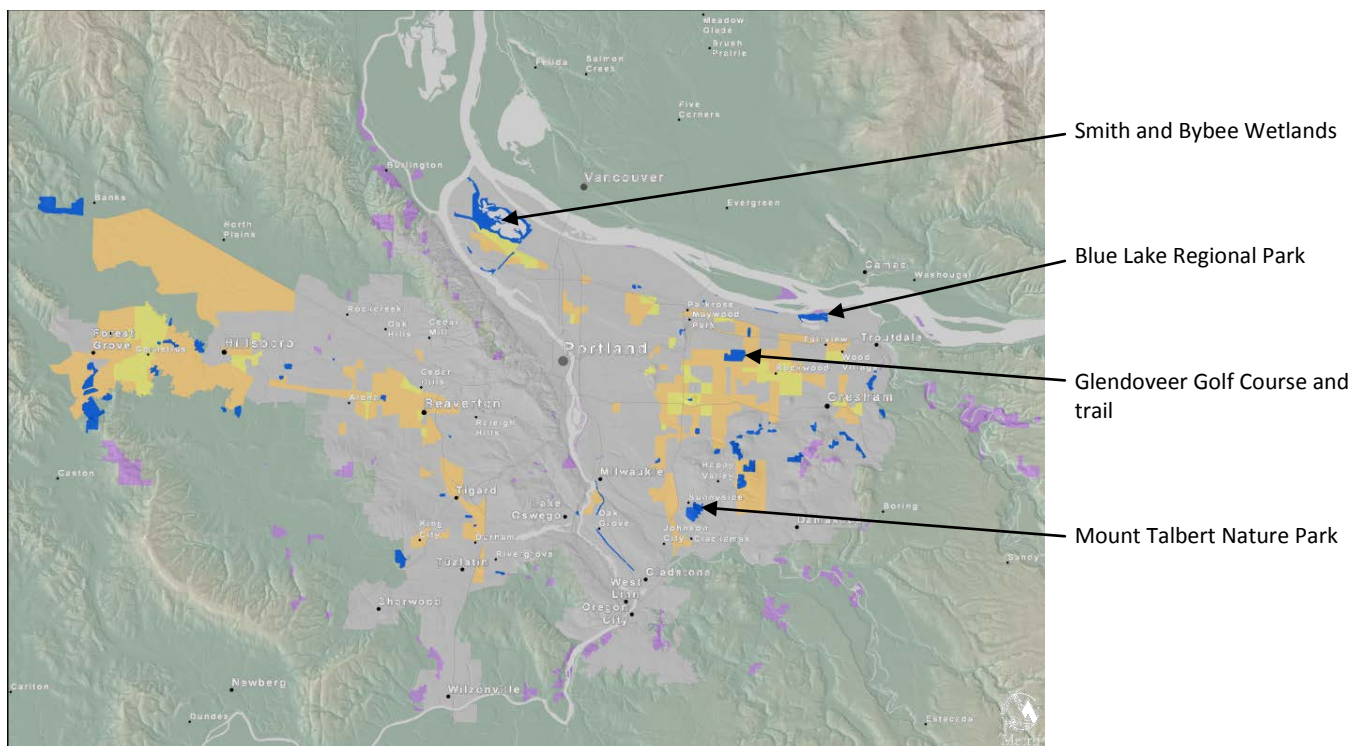 Meadow
Glade
Brush
Prairie
Felida
Salmon
Creek
Five
Corners
Smith and Bybee Wetlands
Burlington
Vancouver
Banks
Evergreen
North
Plains
Blue Lake Regional Park
Camas
Washougal
Rockcreek
Oak
Hills
Cedar
Mill
Parkrose
Maywood
Park
Forest
Grove
Cornelius
Hillsboro
Portland
Fairview
Troutdale
Wood
Village
Rockwood
Glendoveer Golf Course and
trail
Cedar
Hills
Aloha
Beaverton
Raleigh
Hills
Gresham
Gaston
Milwaukie
Happy
Valley
Tigard
Sunnyside
Lake
Oswego
Oak
Grove
Boring
Damascus
King
City
Durham
Johnson
City
Clackamas
Mount Talbert Nature Park
Rivergrove
Tualatin
Sandy
Gladstone
Sherwood
West
Linn
Oregon
City
Carlton
Newberg
Wilsonville
Dundee
Estacada
Metro